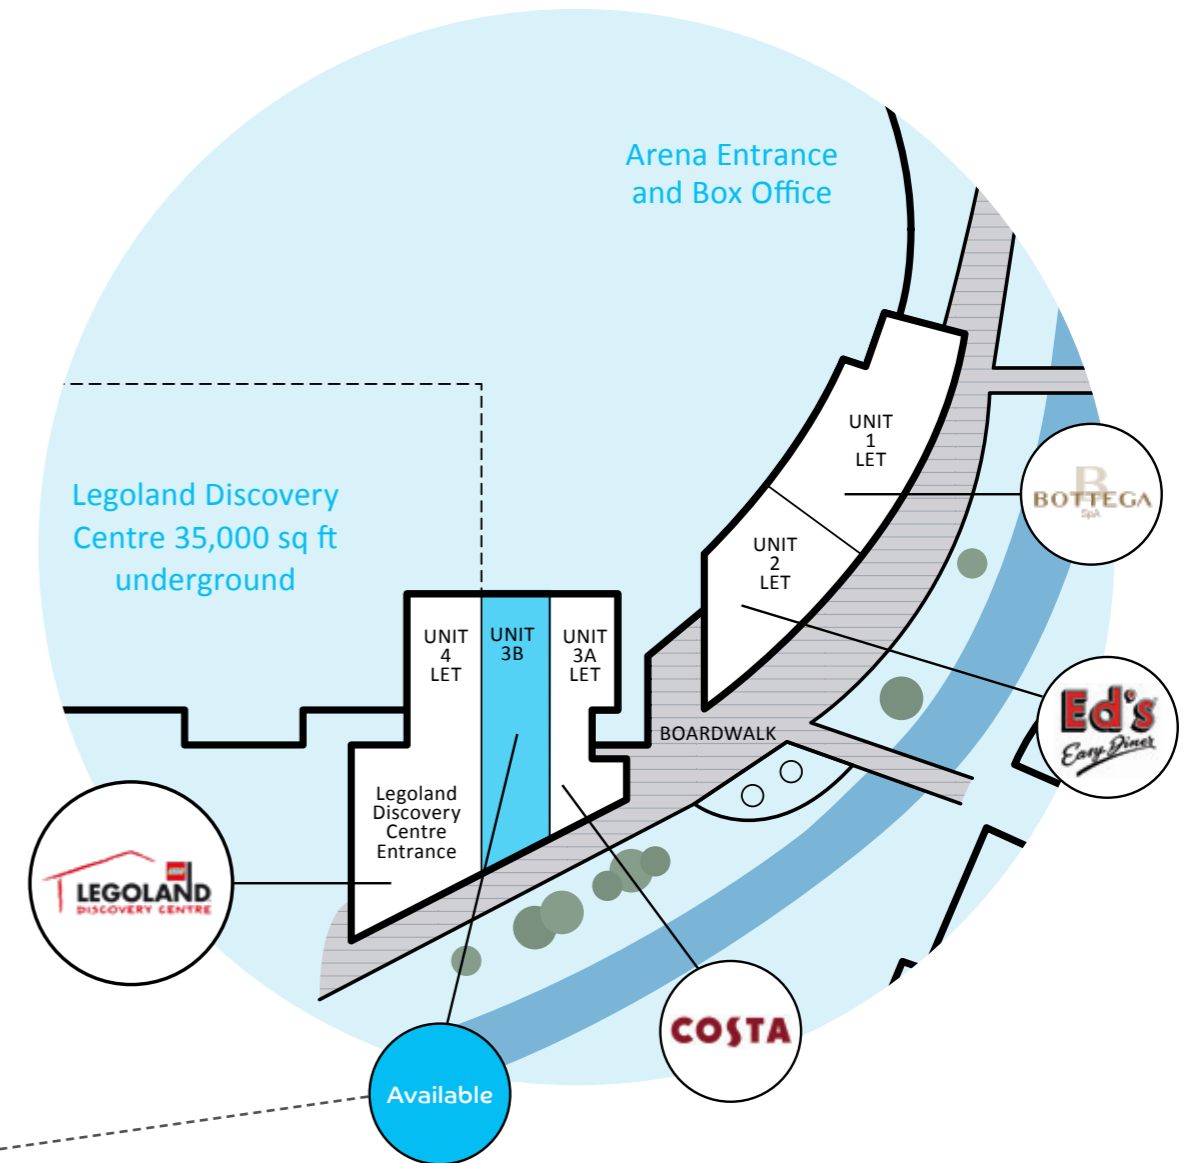 Arena Entrance
and Box Office
Legoland Discovery
Centre 35,000 sq ft
underground
UNIT
1
LET
B
BOTTEGA
SpA
UNIT
2
LET
UNIT
4
LET
UNIT
3B
UNIT
3A
LET
Ed's
Easy Diner
BOARDWALK
Legoland
Discovery
Centre
Entrance
LEGO
LEGOLAND
DISCOVERY CENTRE
COSTA
Available